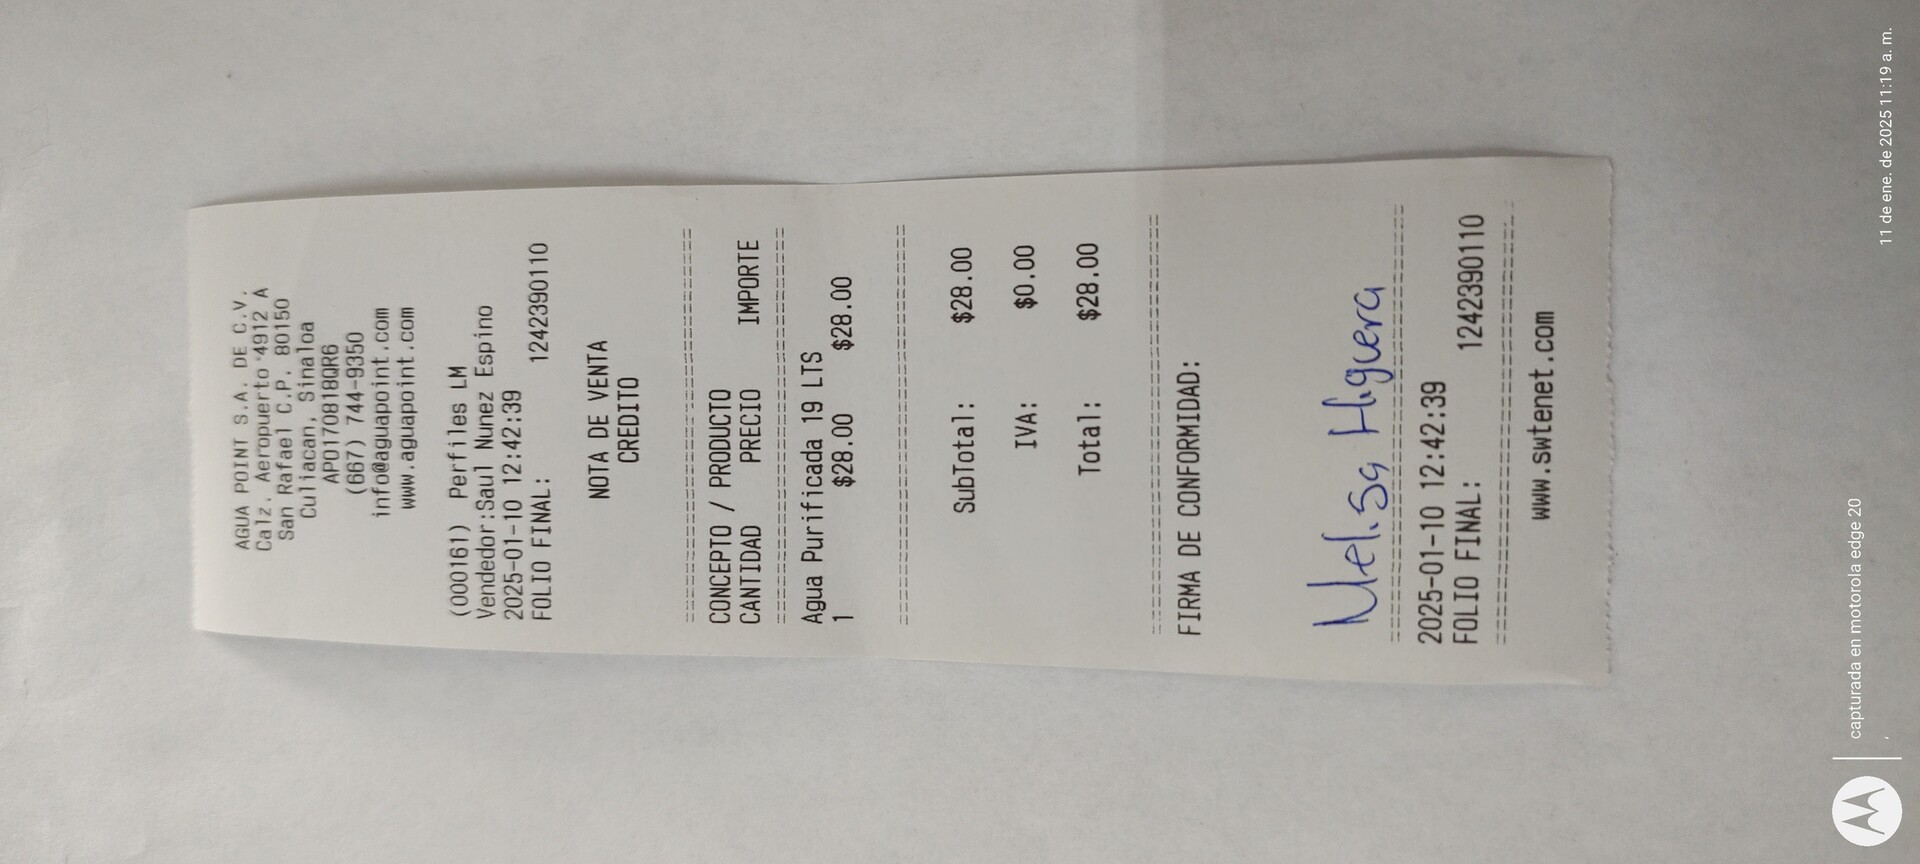 AGUA POINT S.A. DE C.V.
Calz. Aeropuerto 4912 A
San Rafael C.P. 80150
Culiacan, Sinaloa
APO170818QR6
(667) 744-9350
info@aguapoint.com
www.aguapoint.com
(000161) Perfiles LM
Vendedor:Saul Nunez Espino
2025-01-10 12:42:39
FOLIO FINAL: 1242390110
NOTA DE VENTA
CREDITO
================================
CONCEPTO / PRODUCTO
CANTIDAD PRECIO IMPORTE
================================
Agua Purificada 19 LTS
1 $28.00 $28.00
================================
SubTotal: $28.00
IVA: $0.00
Total: $28.00
================================
FIRMA DE CONFORMIDAD:
Melisa Higuera
================================
2025-01-10 12:42:39
FOLIO FINAL: 1242390110
================================
www.swtenet.com
capturada en motorola edge 20
11 de ene. de 2025 11:19 a. m.